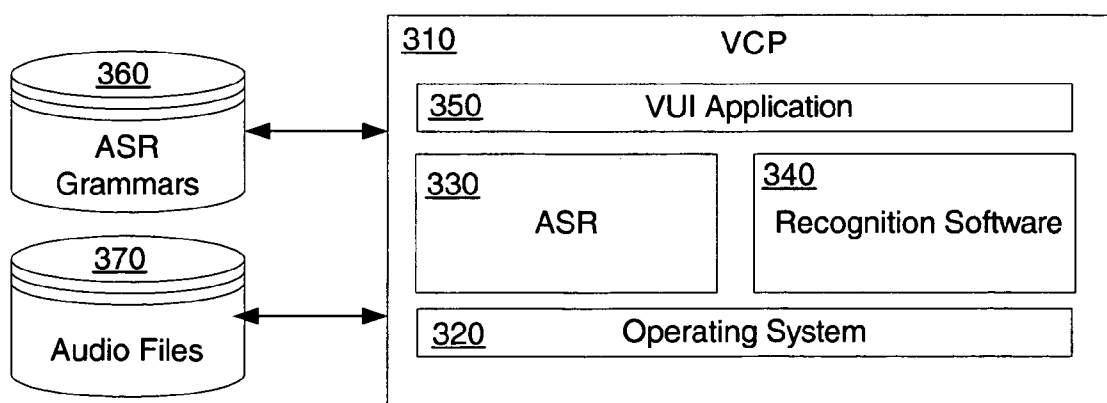 360
ASR
Grammars
370
Audio Files
310 VCP
350 VUI Application
330
ASR
340
Recognition Software
320 Operating System